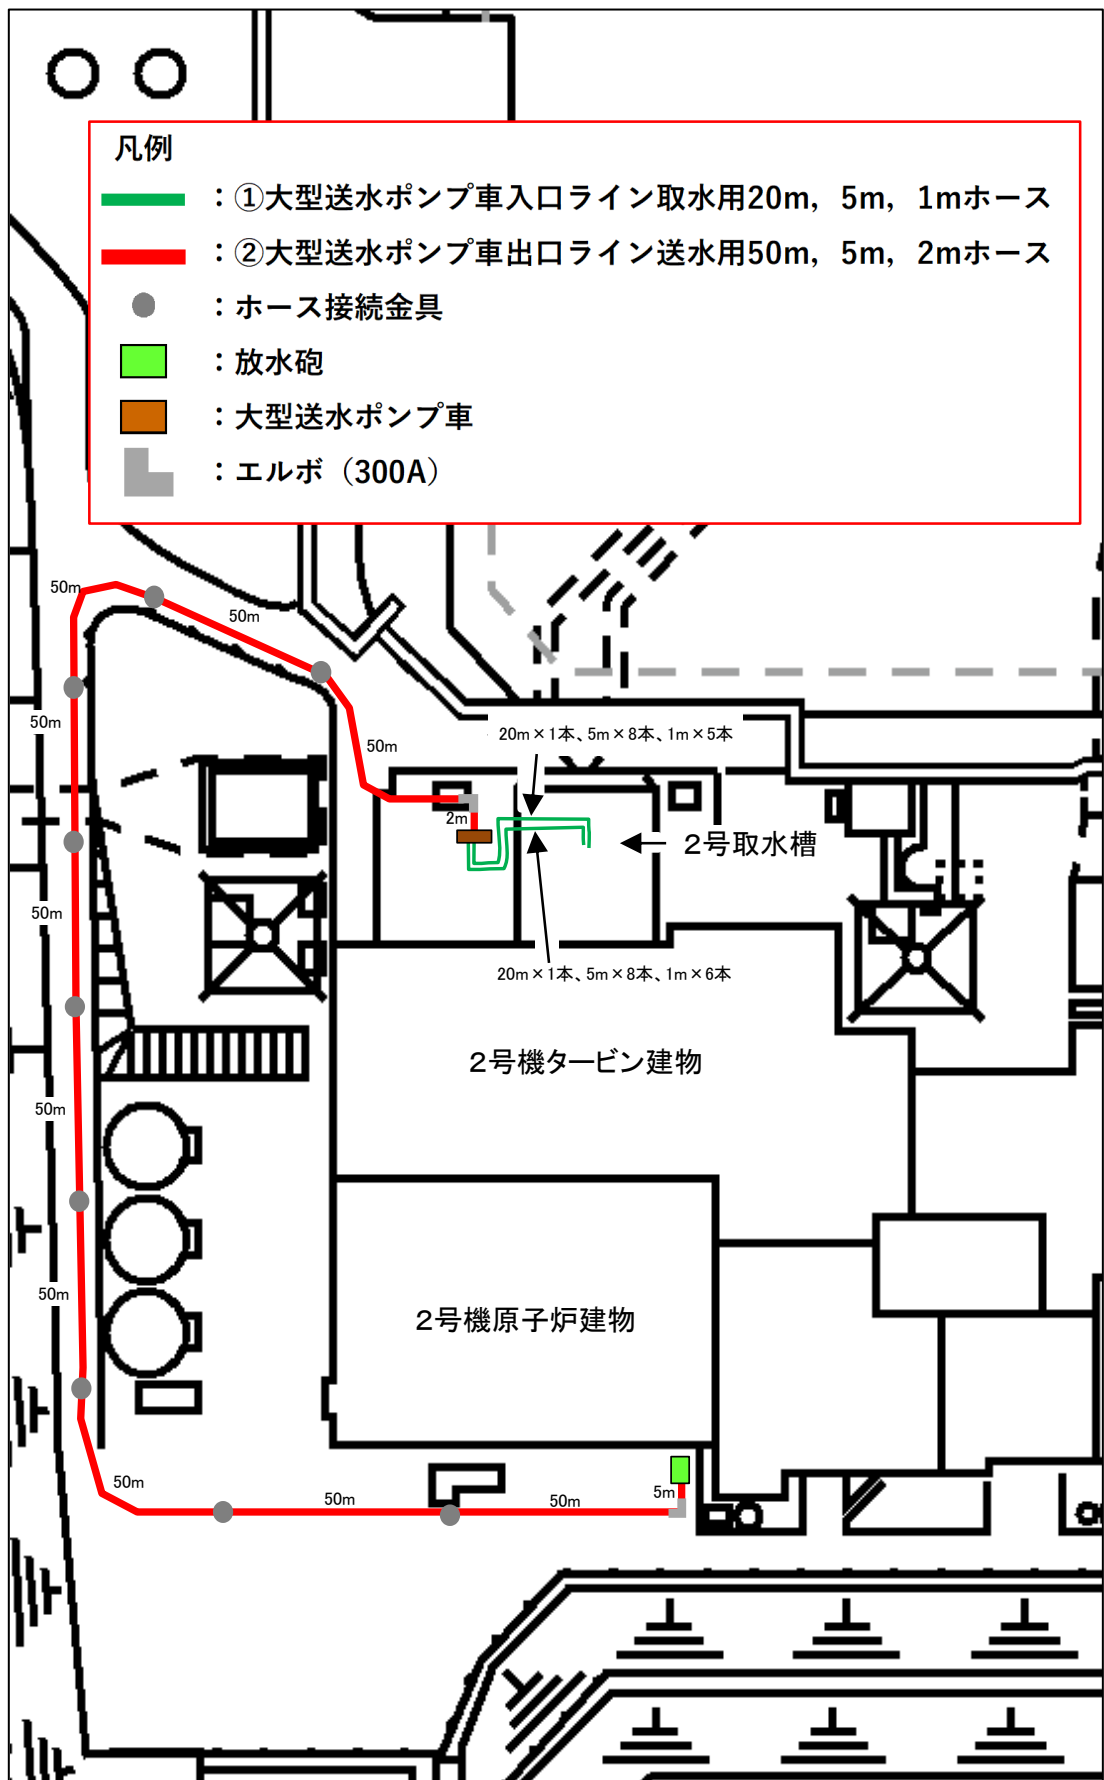 凡例
：①大型送水ポンプ車入口ライン取水用20m，5m，1mホース
：②大型送水ポンプ車出口ライン送水用50m，5m，2mホース
：ホース接続金具
：放水砲
：大型送水ポンプ車
：エルボ（300A）
50m
50m
50m
50m
20m×1本、5m×8本、1m×5本
2m
2号取水槽
50m
20m×1本、5m×8本、1m×6本
2号機タービン建物
50m
50m
2号機原子炉建物
50m
50m
50m
5m